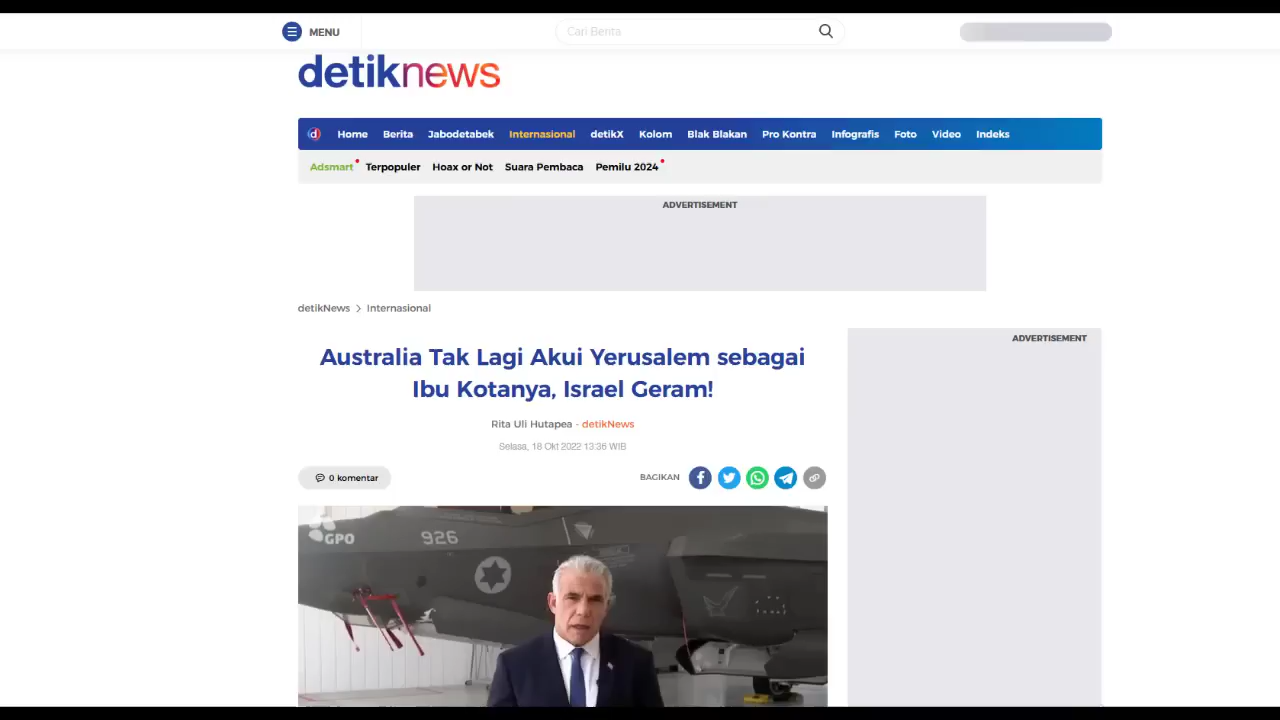 MENU
Cari Berita
detiknews
d Home Berita Jabodetabek Internasional detikX Kolom Blak Blakan Pro Kontra Infografis Foto Video Indeks
Adsmart Terpopuler Hoax or Not Suara Pembaca Pemilu 2024
ADVERTISEMENT
detikNews > Internasional
ADVERTISEMENT
Australia Tak Lagi Akui Yerusalem sebagai
Ibu Kotanya, Israel Geram!
Rita Uli Hutapea - detikNews
Selasa, 18 Okt 2022 13:36 WIB
0 komentar
BAGIKAN
GPO
926